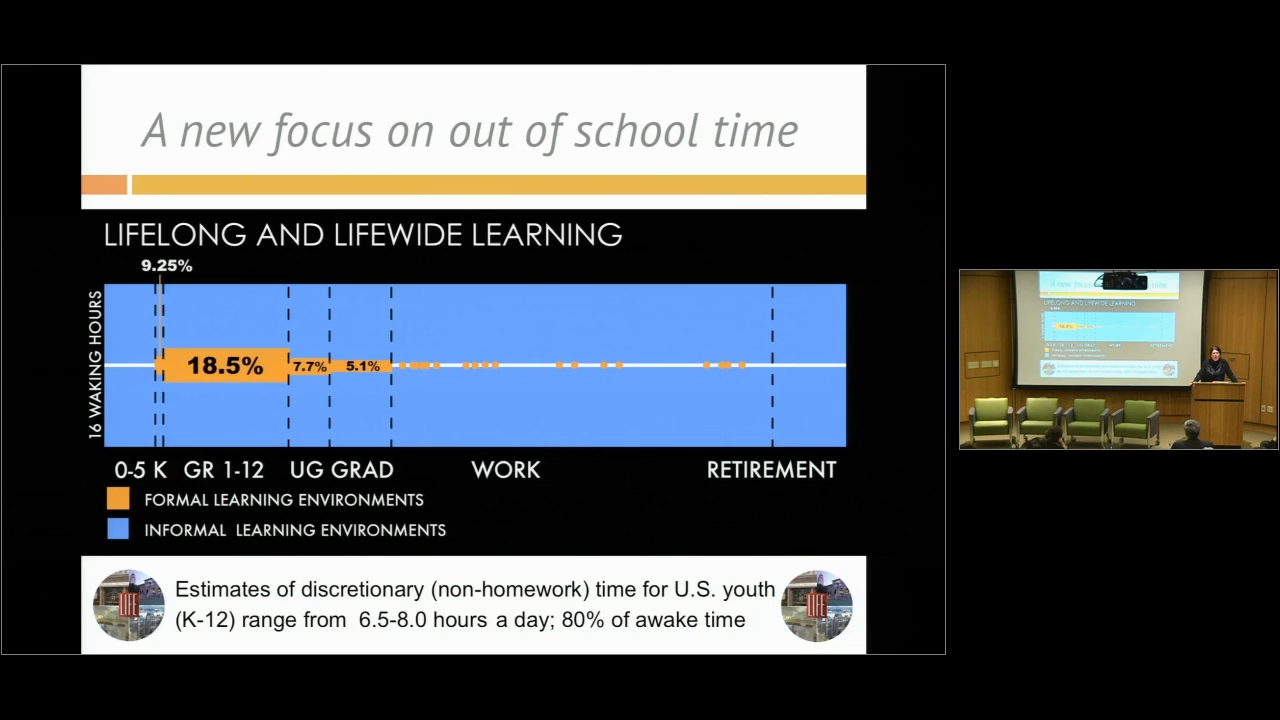 A new focus on out of school time
LIFELONG AND LIFEWIDE LEARNING
9.25%
16 WAKING HOURS
18.5%
7.7%
5.1%
0-5 K GR 1-12 UG GRAD WORK RETIREMENT
FORMAL LEARNING ENVIRONMENTS
INFORMAL LEARNING ENVIRONMENTS
LIFE
Estimates of discretionary (non-homework) time for U.S. youth
(K-12) range from 6.5-8.0 hours a day; 80% of awake time
LIFE